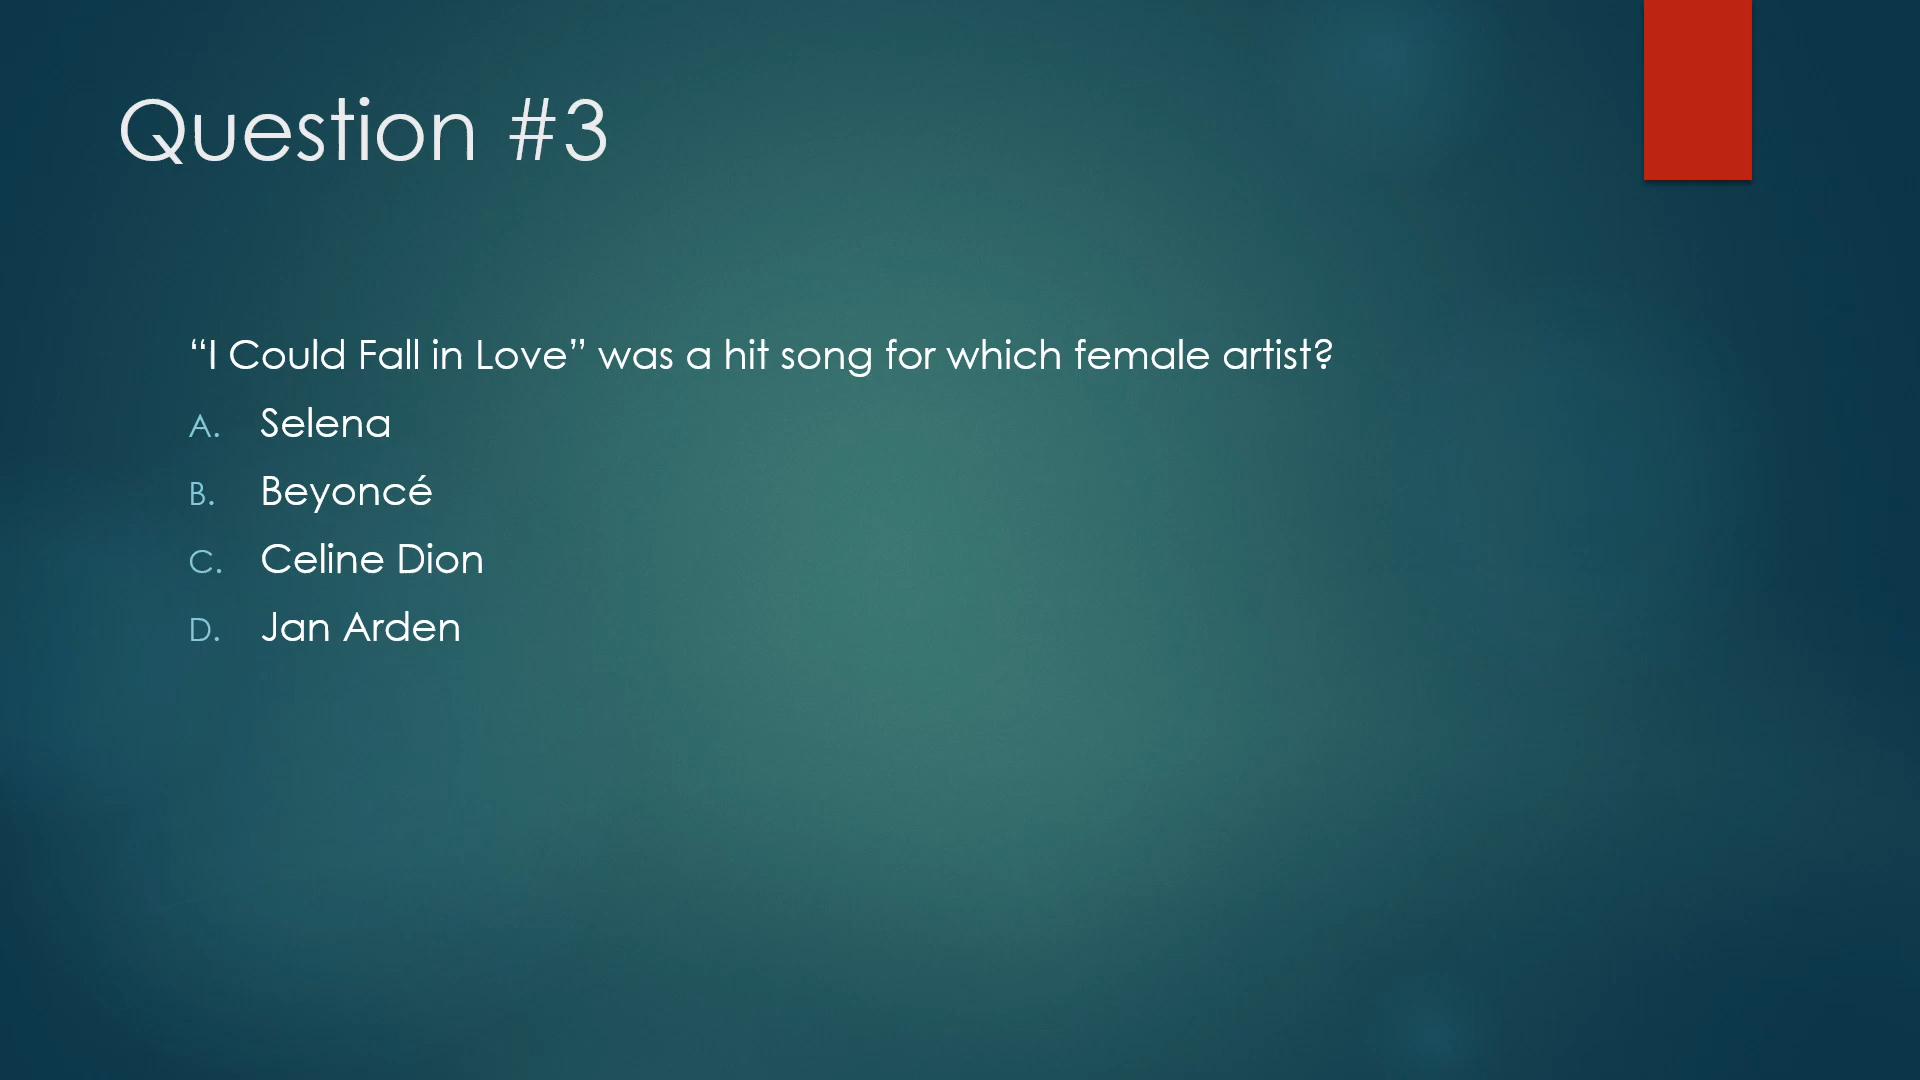 Question #3
“I Could Fall in Love” was a hit song for which female artist?
A. Selena
B. Beyoncé
C. Celine Dion
D. Jan Arden